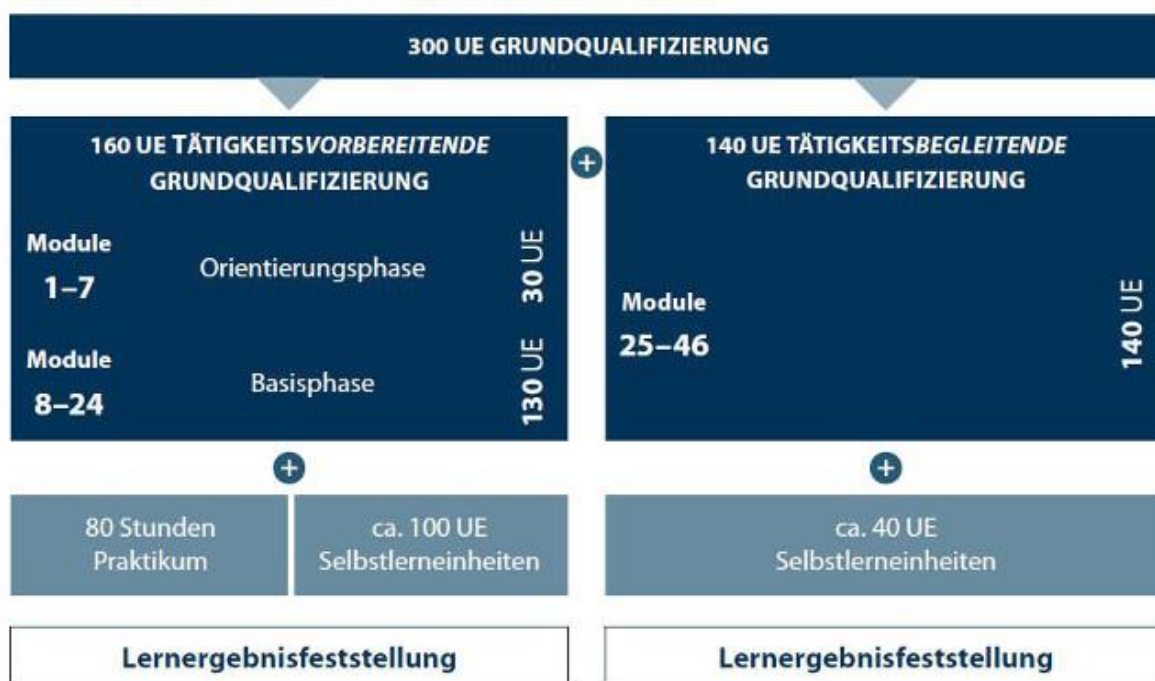 300 UE GRUNDQUALIFIZIERUNG
160 UE TÄTIGKEITSVORBEREITENDE
GRUNDQUALIFIZIERUNG
Module
1–7
Orientierungsphase
30 UE
Module
8–24
Basisphase
130 UE
+
140 UE TÄTIGKEITSBEGLEITENDE
GRUNDQUALIFIZIERUNG
Module
25–46
140 UE
+
80 Stunden
Praktikum
ca. 100 UE
Selbstlerneinheiten
+
ca. 40 UE
Selbstlerneinheiten
Lernergebnisfeststellung
Lernergebnisfeststellung